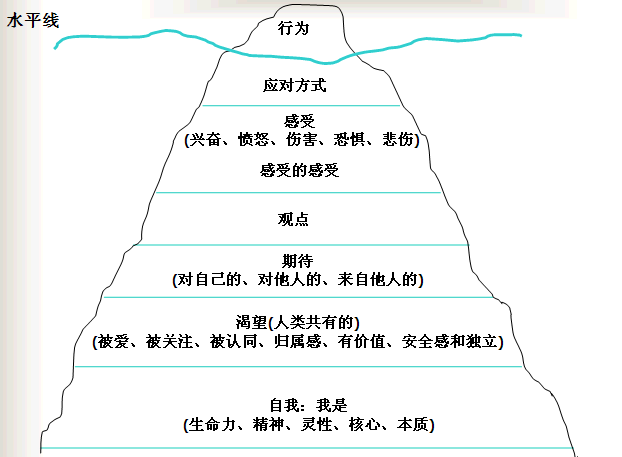 水平线
行为
应对方式
感受
(兴奋、愤怒、伤害、恐惧、悲伤)
感受的感受
观点
期待
(对自己的、对他人的、来自他人的)
渴望(人类共有的)
(被爱、被关注、被认同、归属感、有价值、安全感和独立)
自我：我是
(生命力、精神、灵性、核心、本质)